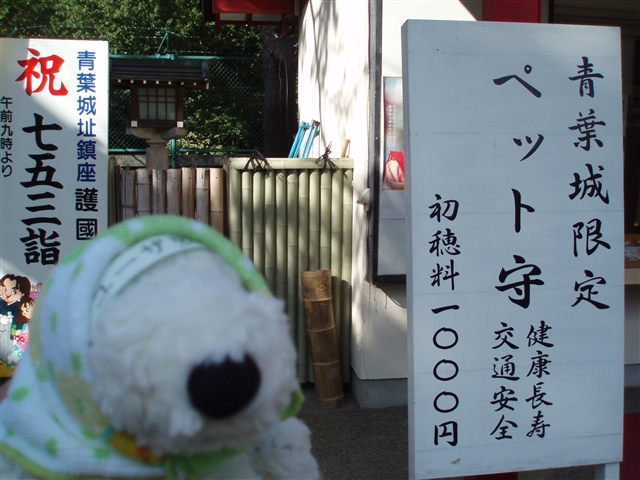 青葉城限定
ペット守
健康長寿
交通安全
初穂料一〇〇〇円
青葉城址鎮座護國
祝
七五三詣
午前九時より